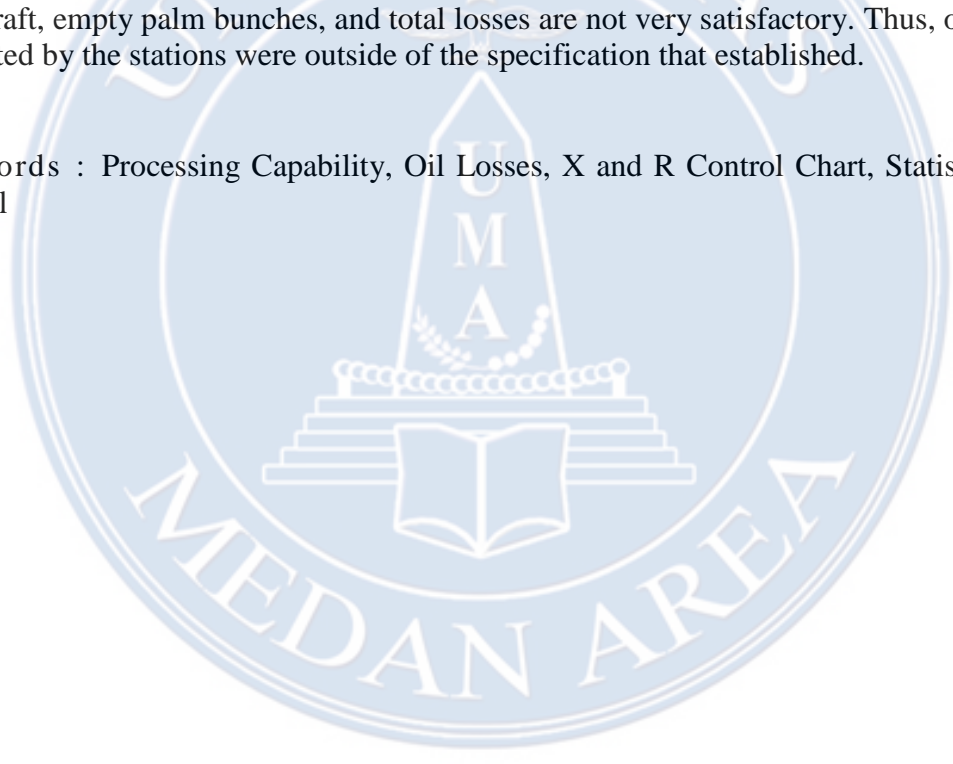 raft, empty palm bunches, and total losses are not very satisfactory. Thus, o
ted by the stations were outside of the specification that established.
ords : Processing Capability, Oil Losses, X and R Control Chart, Statis
l
U
M
A
MEDAN AREA